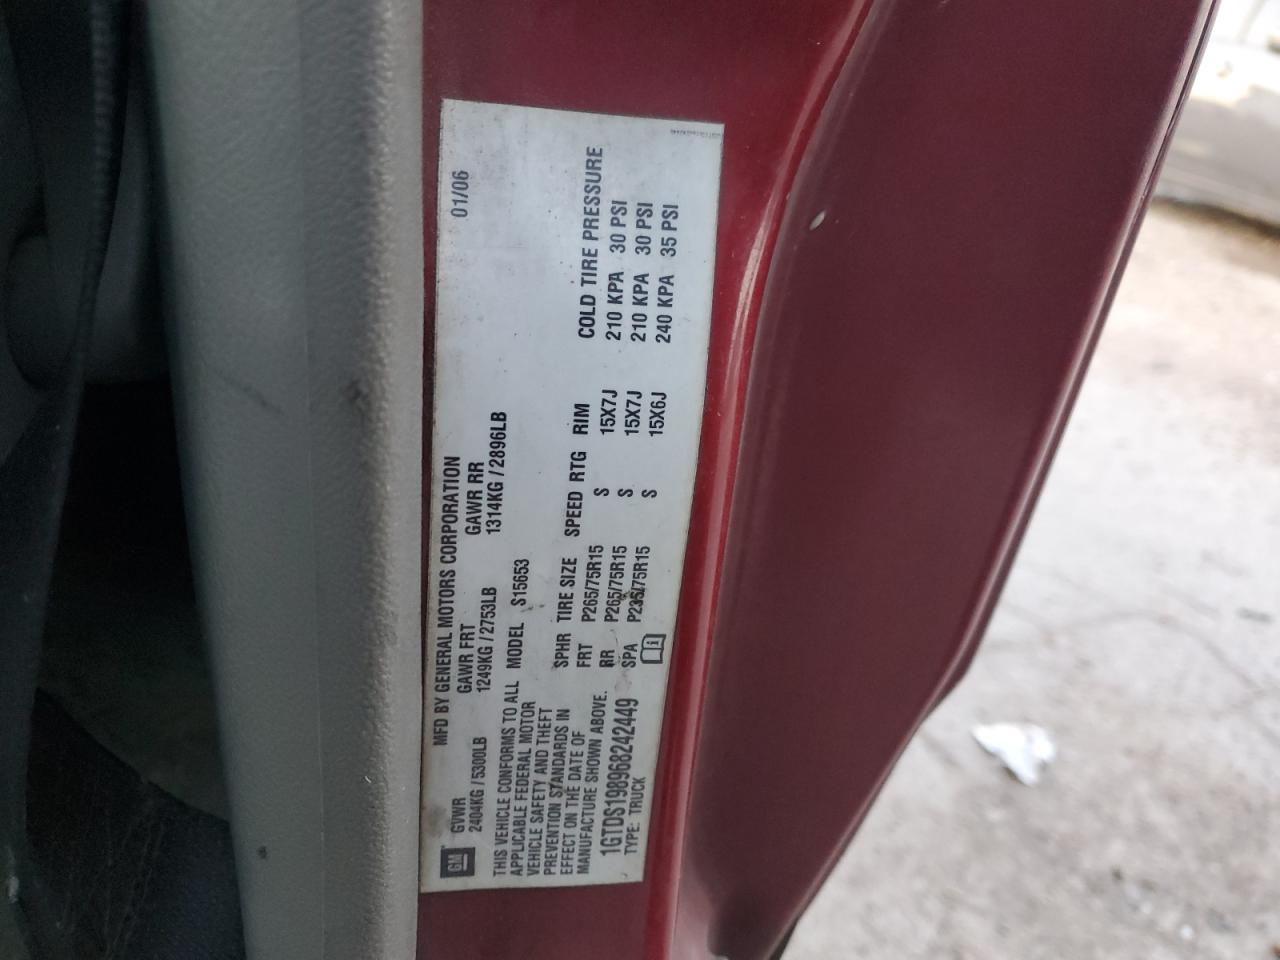 MFD BY GENERAL MOTORS CORPORATION 01/06
GM
GVWR GAWR FRT GAWR RR
2404KG / 5300LB 1249KG / 2753LB 1314KG / 2896LB
THIS VEHICLE CONFORMS TO ALL
APPLICABLE FEDERAL MOTOR
VEHICLE SAFETY AND THEFT
PREVENTION STANDARDS IN
EFFECT ON THE DATE OF
MANUFACTURE SHOWN ABOVE.
1GTDS198968242449
TYPE: TRUCK
MODEL S15653
SPHR TIRE SIZE SPEED RTG RIM COLD TIRE PRESSURE
FRT P265/75R15 S 15X7J 210 KPA 30 PSI
RR P265/75R15 S 15X7J 210 KPA 30 PSI
SPA P235/75R15 S 15X6J 240 KPA 35 PSI